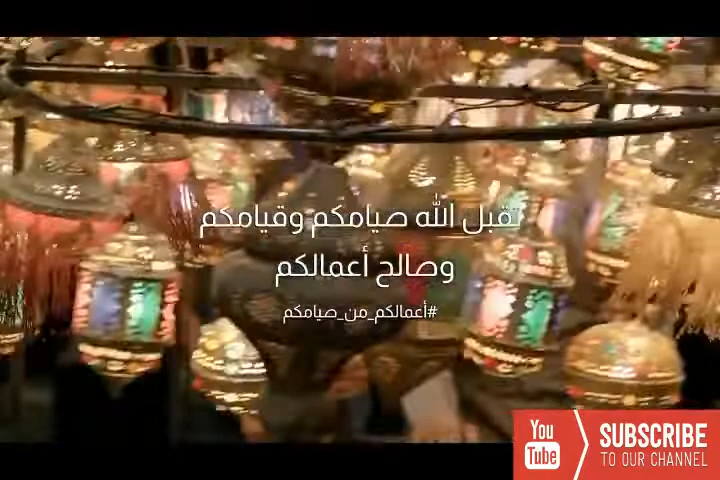 تقبل الله صيامكم وقيامكم
وصالح أعمالكم
#أعمالكم_من_صيامكم
You
Tube
SUBSCRIBE
TO OUR CHANNEL